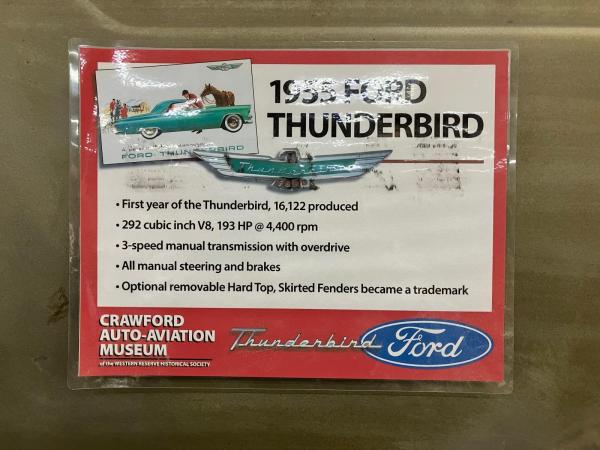 1955 FORD
THUNDERBIRD
FORD THUNDERBIRD
Thunderbird
• First year of the Thunderbird, 16,122 produced
• 292 cubic inch V8, 193 HP @ 4,400 rpm
• 3-speed manual transmission with overdrive
• All manual steering and brakes
• Optional removable Hard Top, Skirted Fenders became a trademark
CRAWFORD
AUTO-AVIATION
MUSEUM
of the WESTERN RESERVE HISTORICAL SOCIETY
Thunderbird
Ford